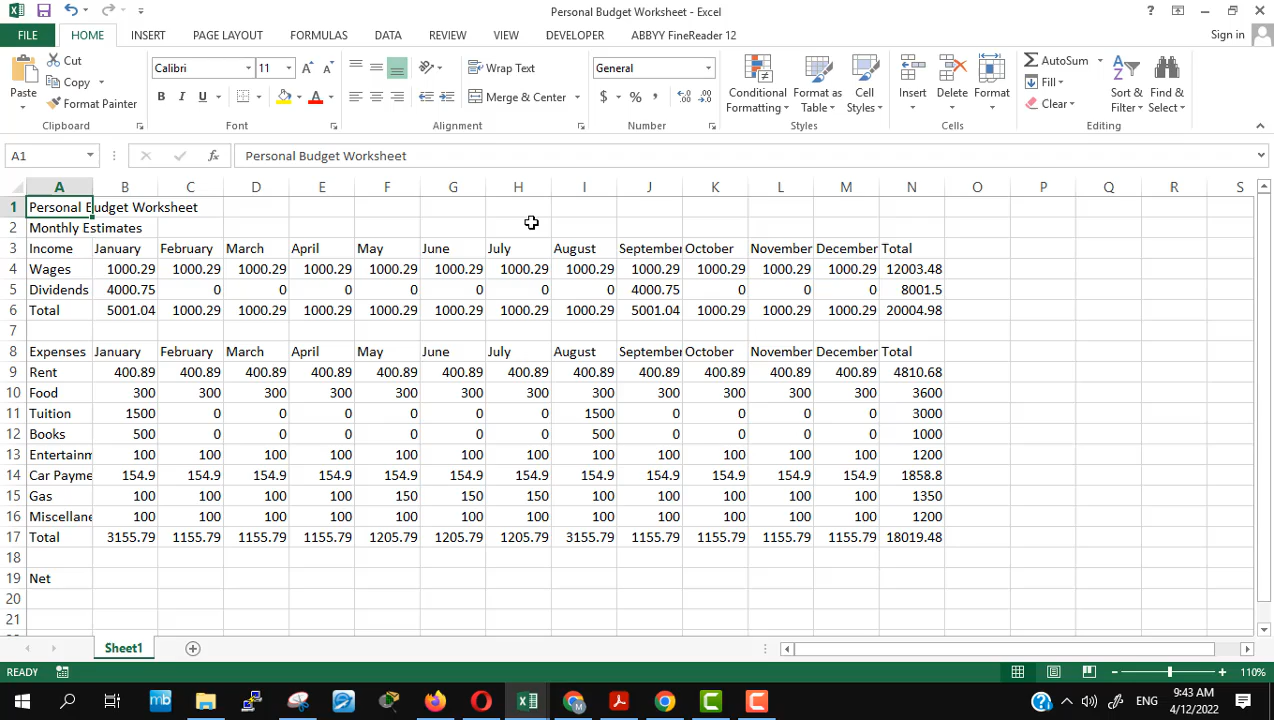 Personal Budget Worksheet - Excel
?
FILE HOME INSERT PAGE LAYOUT FORMULAS DATA REVIEW VIEW DEVELOPER ABBYY FineReader 12 Sign in
Paste Cut Copy Format Painter Clipboard
Calibri 11 A A B I U A Font
Wrap Text Merge & Center Alignment
General $ % , Number
Conditional Formatting Format as Table Cell Styles Styles
Insert Delete Format Cells
AutoSum Fill Clear Sort & Filter Find & Select Editing
A1 fx Personal Budget Worksheet
A B C D E F G H I J K L M N O P Q R S
1 Personal Budget Worksheet
2 Monthly Estimates
3 Income January February March April May June July August September October November December Total
4 Wages 1000.29 1000.29 1000.29 1000.29 1000.29 1000.29 1000.29 1000.29 1000.29 1000.29 1000.29 1000.29 12003.48
5 Dividends 4000.75 0 0 0 0 0 0 0 4000.75 0 0 0 8001.5
6 Total 5001.04 1000.29 1000.29 1000.29 1000.29 1000.29 1000.29 1000.29 5001.04 1000.29 1000.29 1000.29 20004.98
7
8 Expenses January February March April May June July August September October November December Total
9 Rent 400.89 400.89 400.89 400.89 400.89 400.89 400.89 400.89 400.89 400.89 400.89 400.89 4810.68
10 Food 300 300 300 300 300 300 300 300 300 300 300 300 3600
11 Tuition 1500 0 0 0 0 0 0 1500 0 0 0 0 3000
12 Books 500 0 0 0 0 0 0 500 0 0 0 0 1000
13 Entertainm 100 100 100 100 100 100 100 100 100 100 100 100 1200
14 Car Payme 154.9 154.9 154.9 154.9 154.9 154.9 154.9 154.9 154.9 154.9 154.9 154.9 1858.8
15 Gas 100 100 100 100 150 150 150 100 100 100 100 100 1350
16 Miscellane 100 100 100 100 100 100 100 100 100 100 100 100 1200
17 Total 3155.79 1155.79 1155.79 1155.79 1205.79 1205.79 1205.79 3155.79 1155.79 1155.79 1155.79 1155.79 18019.48
18
19 Net
20
21
Sheet1
READY 110%
mb M ENG 9:43 AM
4/12/2022